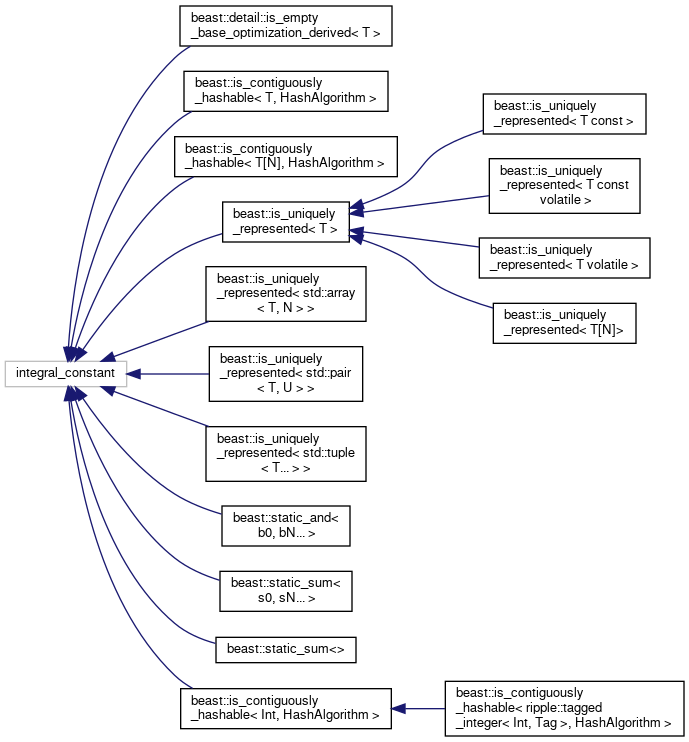 beast::detail::is_empty
_base_optimization_derived< T >
beast::is_contiguously
_hashable< T, HashAlgorithm >
beast::is_contiguously
_hashable< T[N], HashAlgorithm >
beast::is_uniquely
_represented< T >
beast::is_uniquely
_represented< T const >
beast::is_uniquely
_represented< T const
volatile >
beast::is_uniquely
_represented< T volatile >
beast::is_uniquely
_represented< T[N]>
beast::is_uniquely
_represented< std::array
< T, N > >
integral_constant
beast::is_uniquely
_represented< std::pair
< T, U > >
beast::is_uniquely
_represented< std::tuple
< T... > >
beast::static_and<
b0, bN... >
beast::static_sum<
s0, sN... >
beast::static_sum<>
beast::is_contiguously
_hashable< Int, HashAlgorithm >
beast::is_contiguously
_hashable< ripple::tagged
_integer< Int, Tag >, HashAlgorithm >